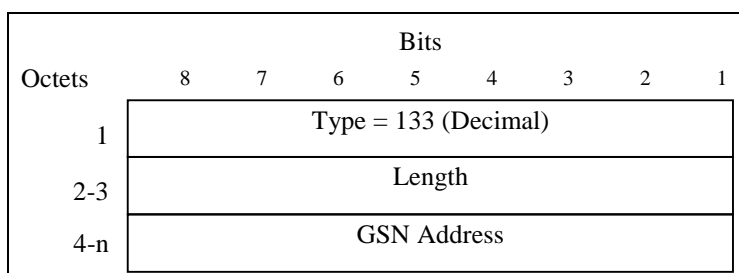 Bits
Octets 8 7 6 5 4 3 2 1
1 Type = 133 (Decimal)
2-3 Length
4-n GSN Address